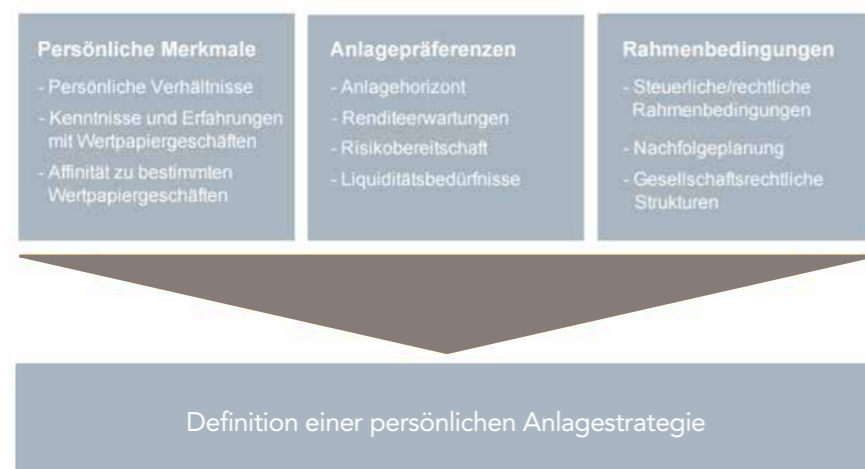 Persönliche Merkmale
- Persönliche Verhältnisse
- Kenntnisse und Erfahrungen
mit Wertpapiergeschäften
- Affinität zu bestimmten
Wertpapiergeschäften
Anlagepräferenzen
- Anlagehorizont
- Renditeerwartungen
- Risikobereitschaft
- Liquiditätsbedürfnisse
Rahmenbedingungen
- Steuerliche/rechtliche
Rahmenbedingungen
- Nachfolgeplanung
- Gesellschaftsrechtliche
Strukturen
Definition einer persönlichen Anlagestrategie